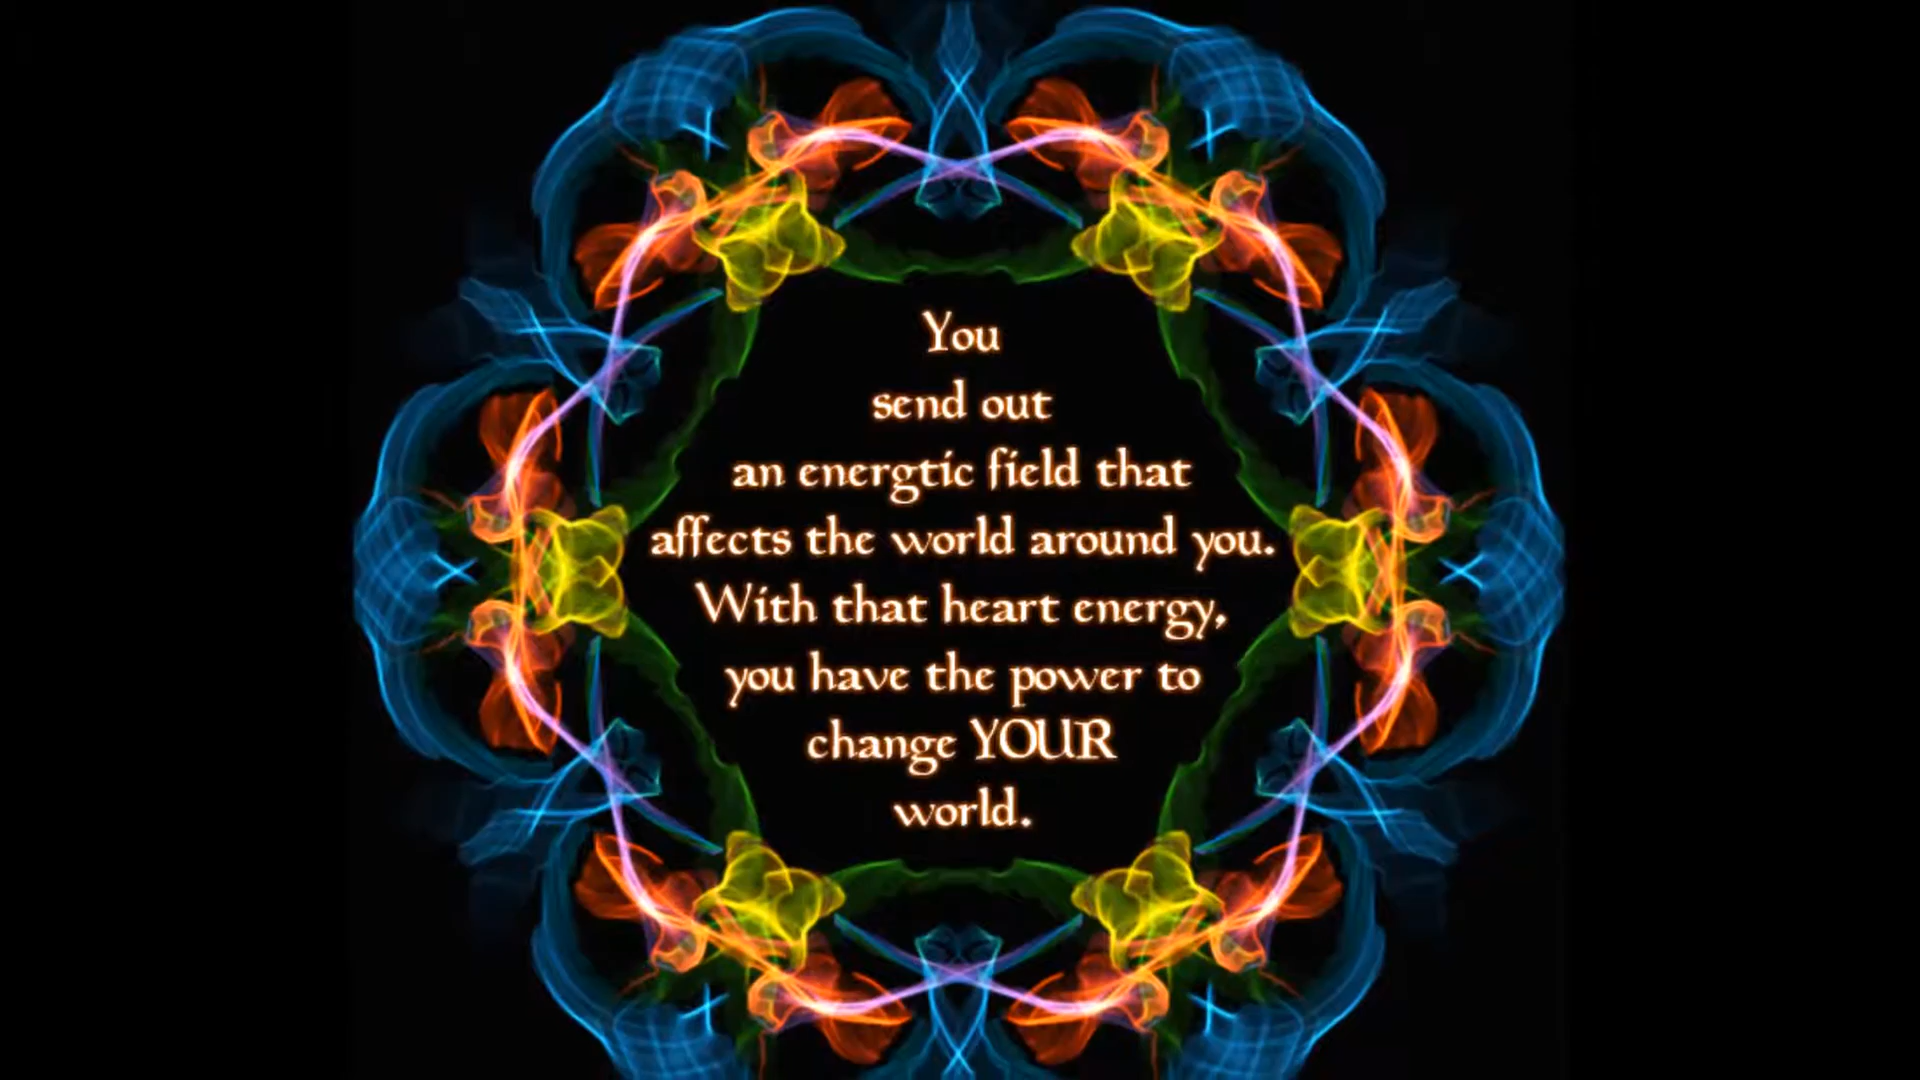 You
send out
an energtic field that
affects the world around you.
With that heart energy,
you have the power to
change YOUR
world.